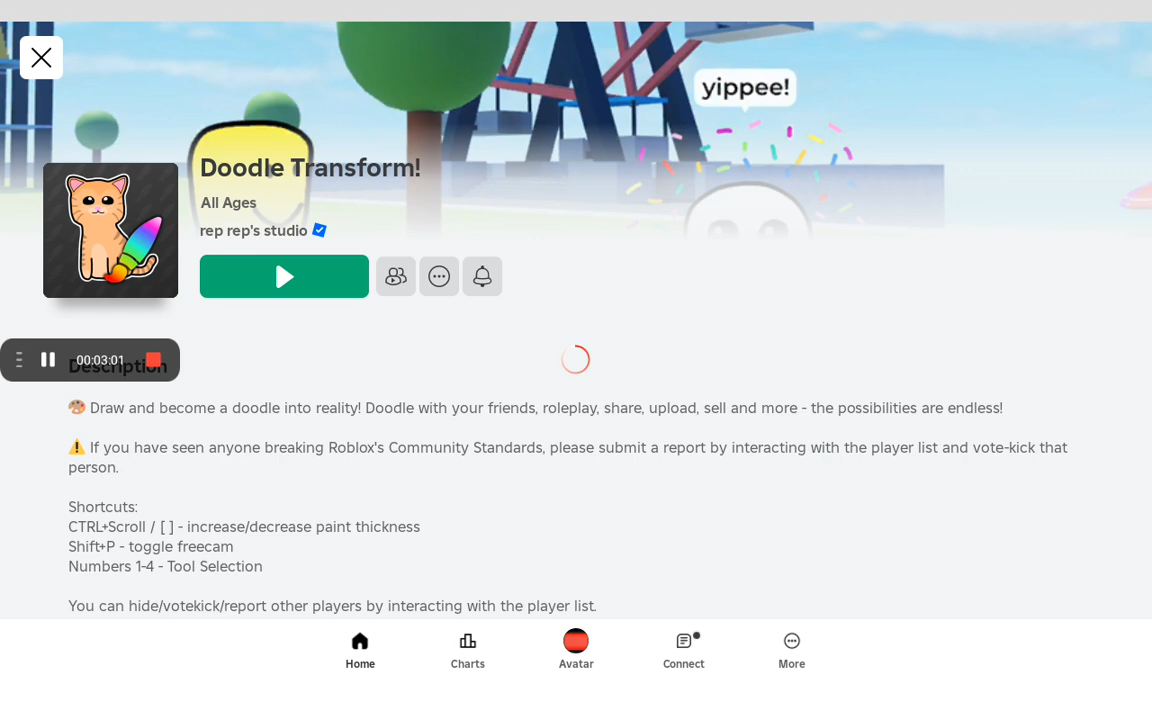 yippee!
Doodle Transform!
All Ages
rep rep's studio
00:03:01
Description
🎨 Draw and become a doodle into reality! Doodle with your friends, roleplay, share, upload, sell and more - the possibilities are endless!
⚠️ If you have seen anyone breaking Roblox's Community Standards, please submit a report by interacting with the player list and vote-kick that
person.
Shortcuts:
CTRL+Scroll / [ ] - increase/decrease paint thickness
Shift+P - toggle freecam
Numbers 1-4 - Tool Selection
You can hide/votekick/report other players by interacting with the player list.
Home
Charts
Avatar
Connect
More